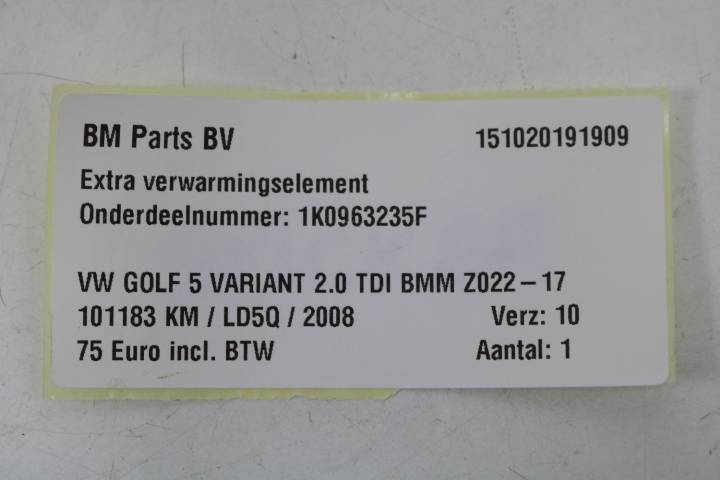 BM Parts BV 151020191909
Extra verwarmingselement
Onderdeelnummer: 1K0963235F
VW GOLF 5 VARIANT 2.0 TDI BMM Z022-17
101183 KM / LD5Q / 2008 Verz: 10
75 Euro incl. BTW Aantal: 1